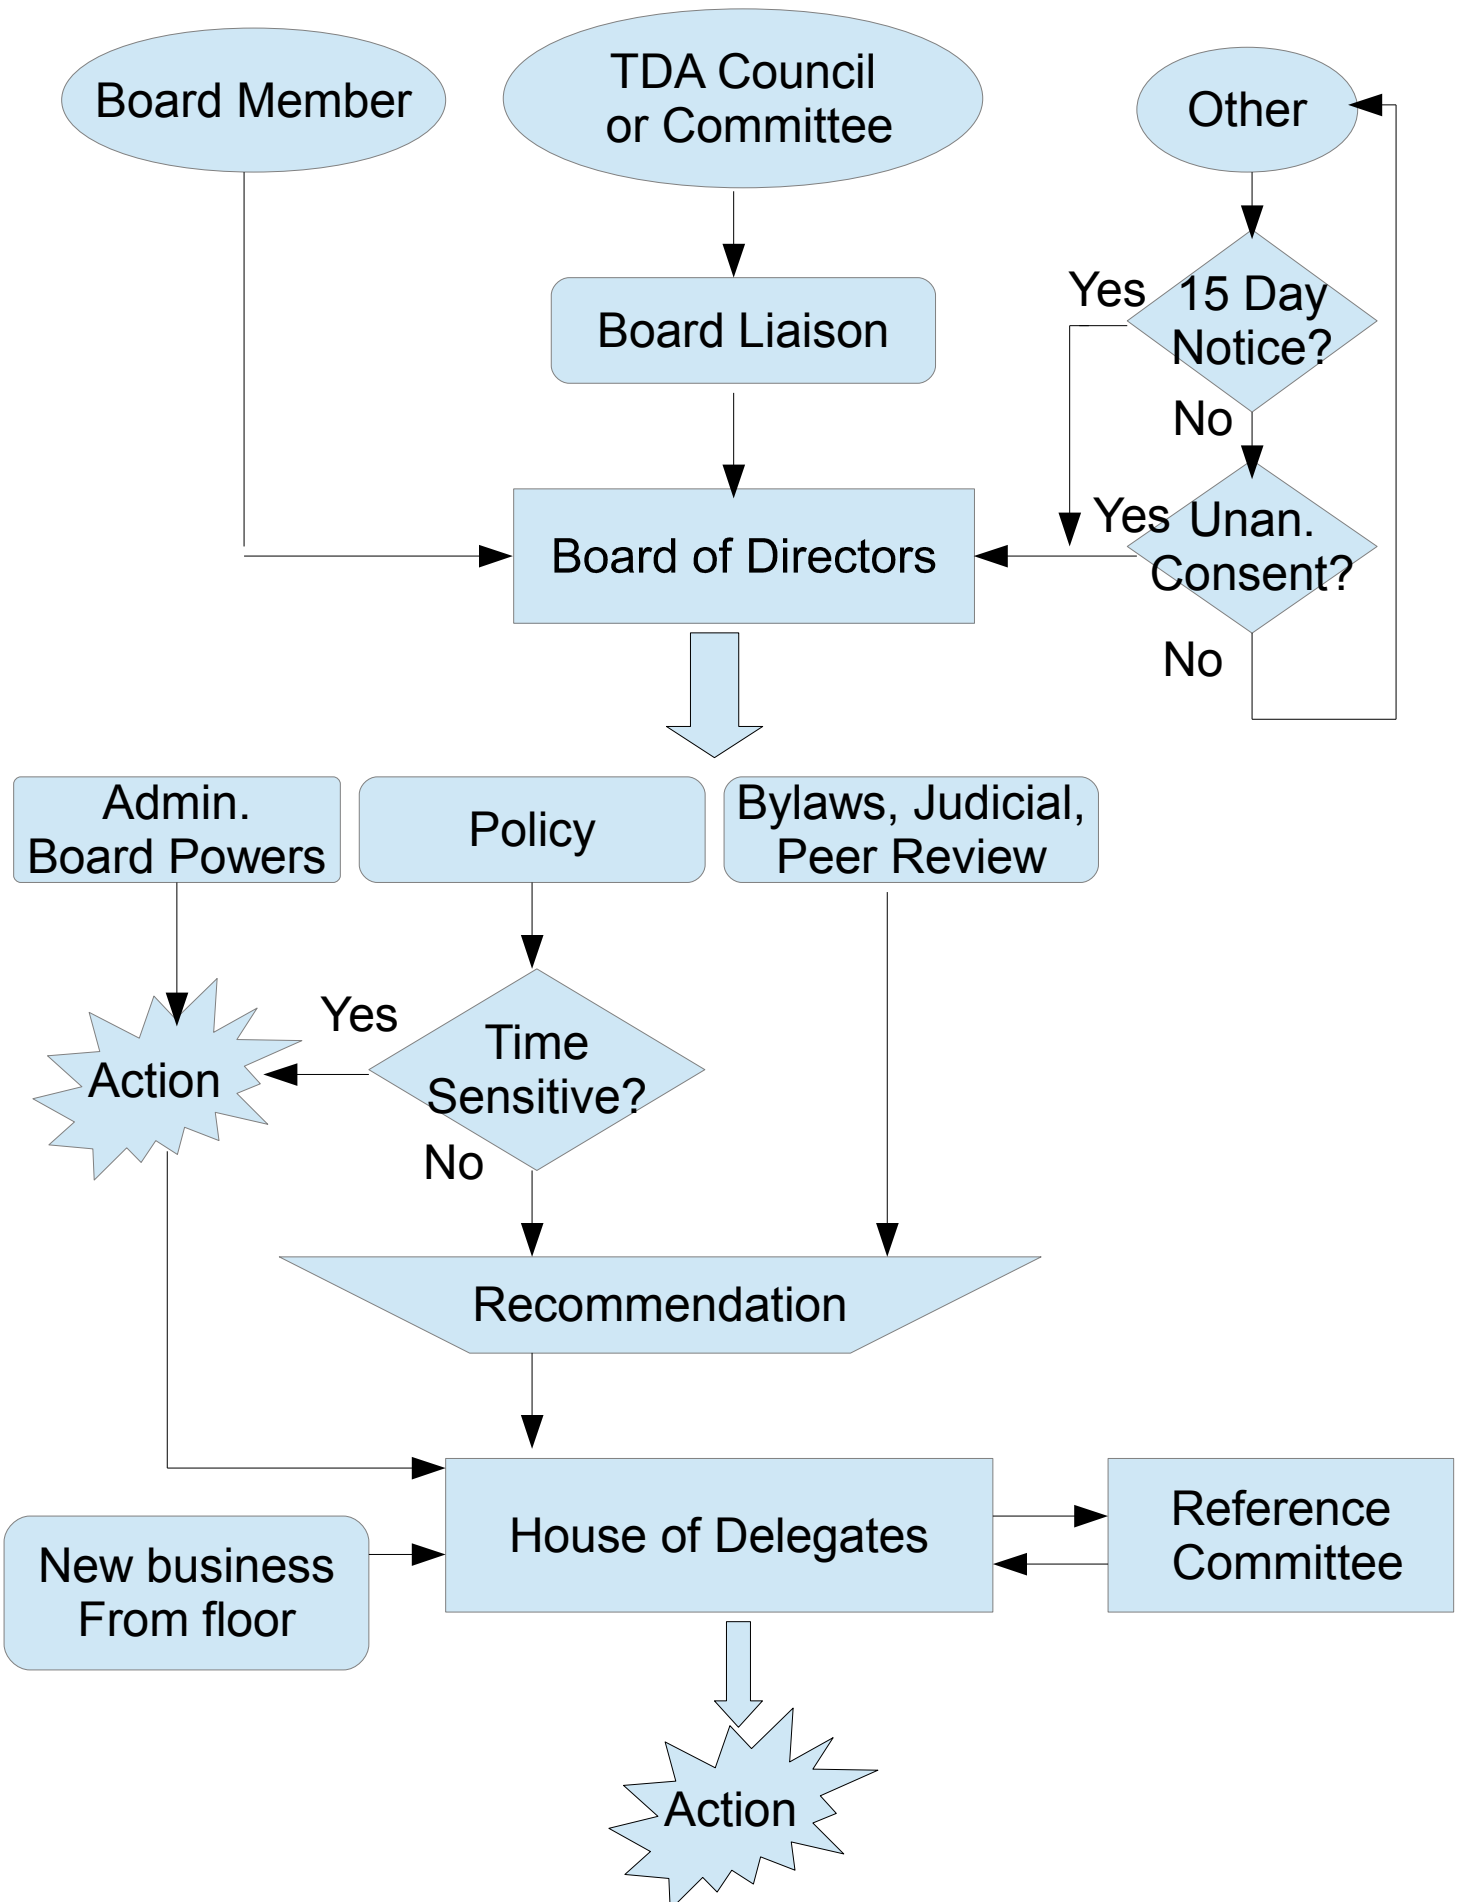 Board Member
TDA Council
or Committee
Other
Board Liaison
Yes
15 Day
Notice?
No
Board of Directors
Yes
Unan.
Consent?
No
Admin.
Board Powers
Policy
Bylaws, Judicial,
Peer Review
Action
Yes
Time
Sensitive?
No
Recommendation
House of Delegates
Reference
Committee
New business
From floor
Action